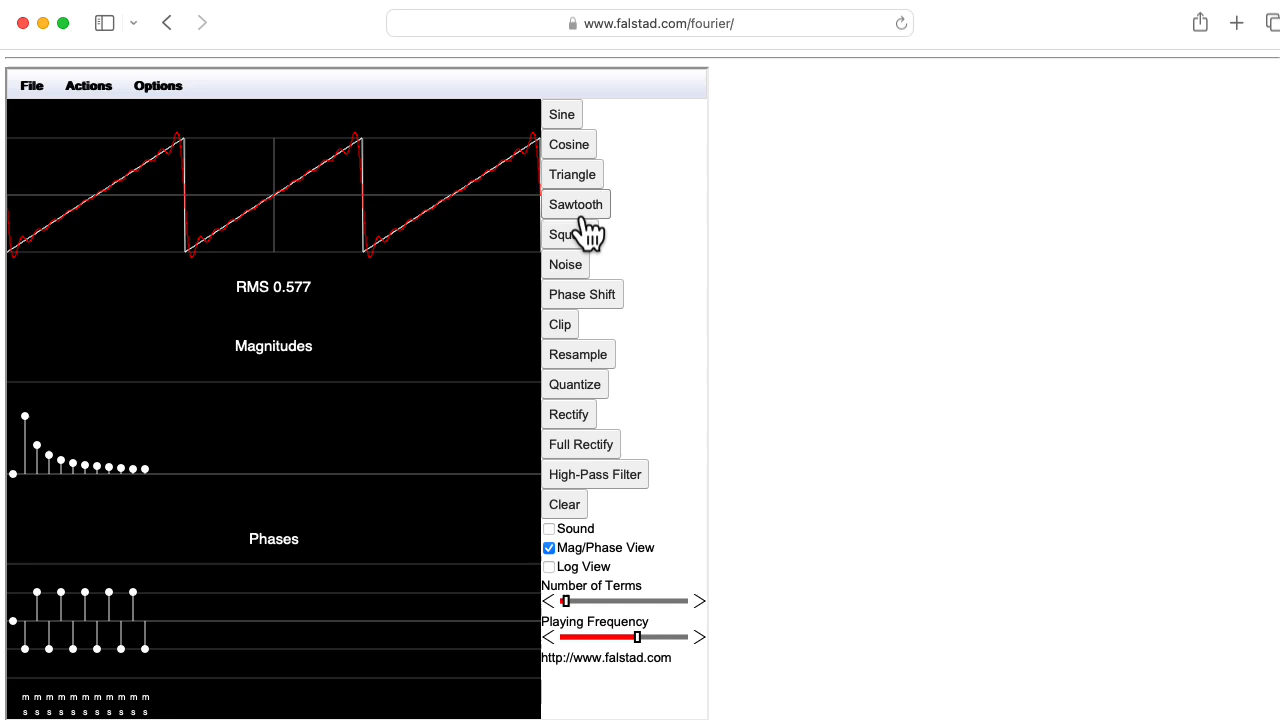 www.falstad.com/fourier/
File Actions Options
Sine
Cosine
Triangle
Sawtooth
Noise
Phase Shift
Clip
Resample
Quantize
Rectify
Full Rectify
High-Pass Filter
Clear
Sound
Mag/Phase View
Log View
Number of Terms
Playing Frequency
http://www.falstad.com
RMS 0.577
Magnitudes
Phases
m m m m m m m m m m m
s s s s s s s s s s s